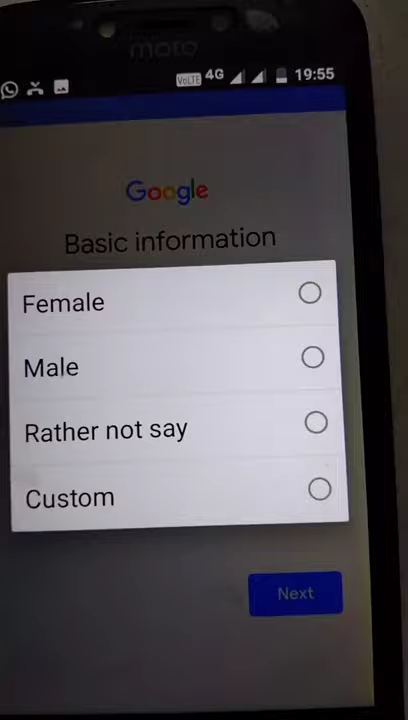 moto
VoLTE 4G 19:55
Google
Basic information
Female
Male
Rather not say
Custom
Next